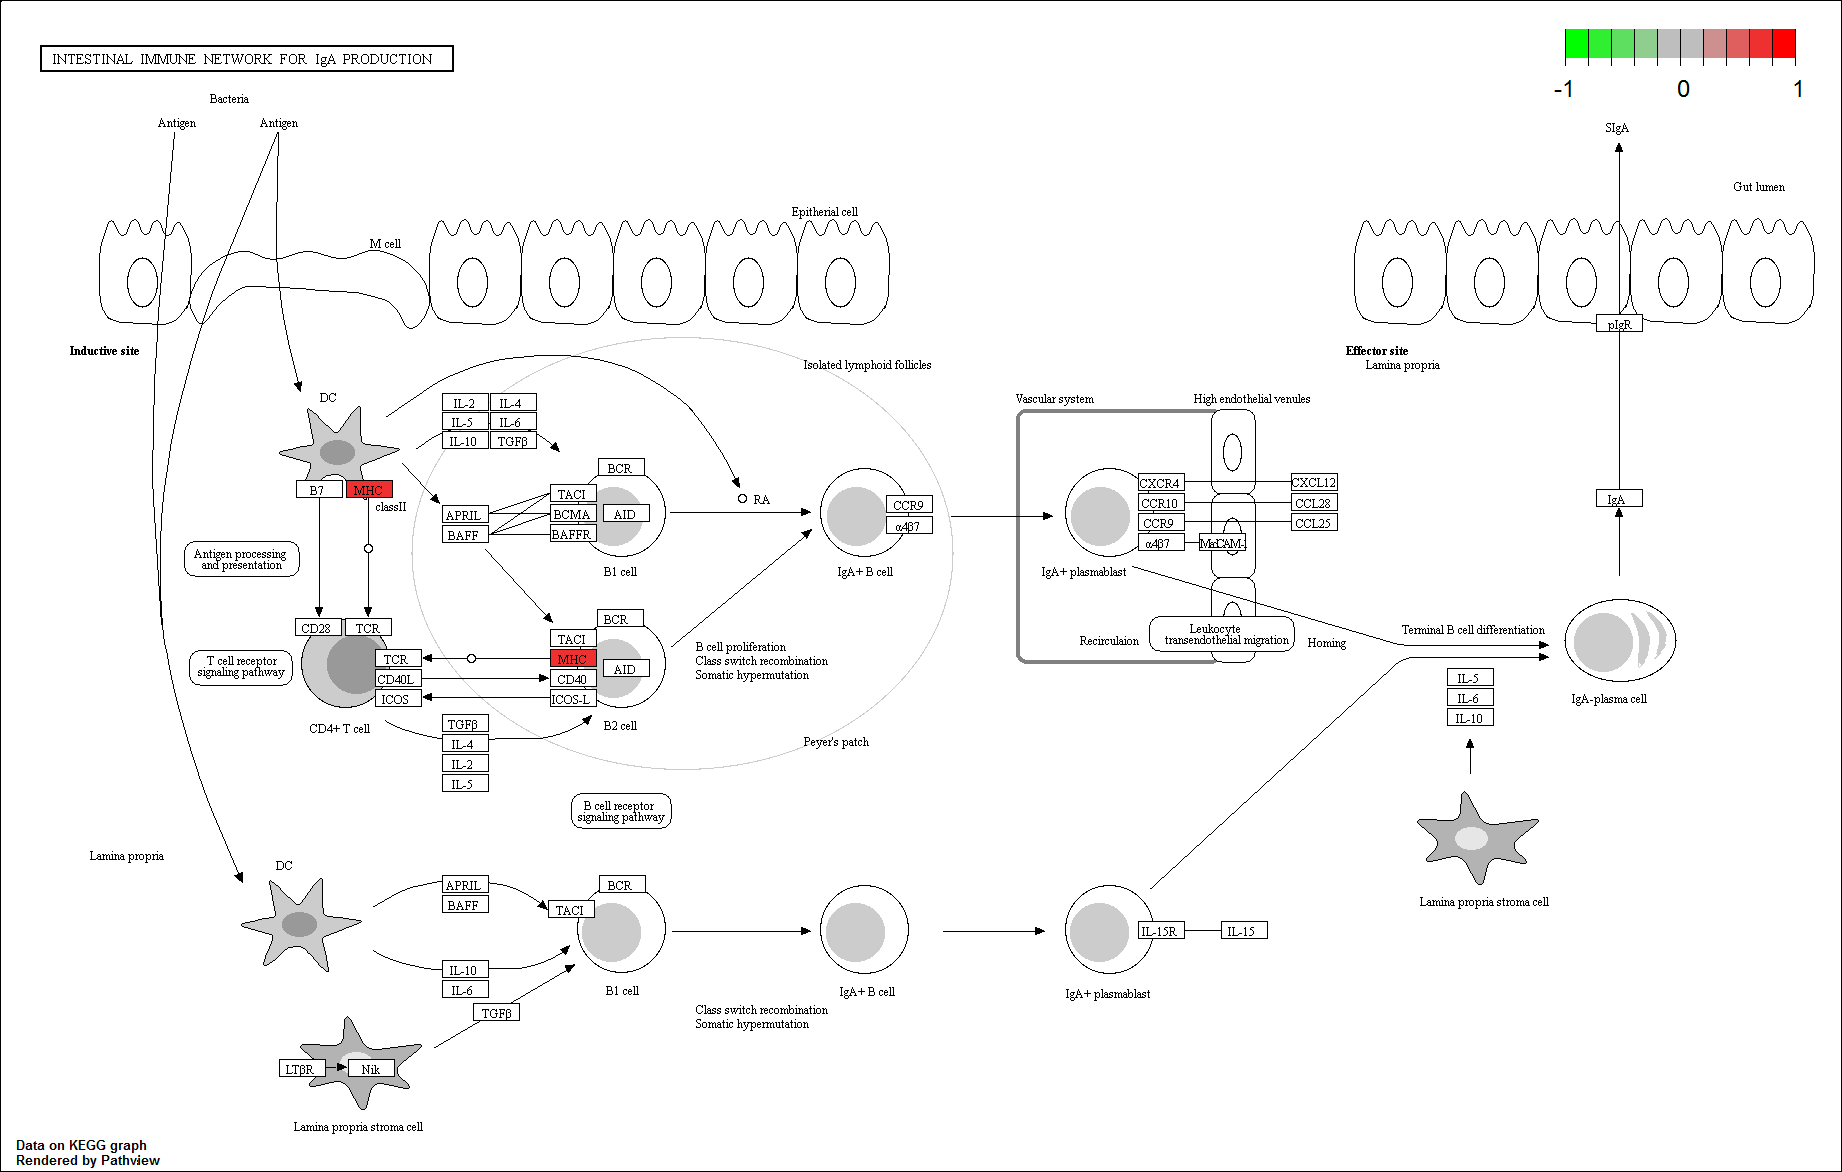 INTESTINAL IMMUNE NETWORK FOR IgA PRODUCTION
-1 0 1
Bacteria
Antigen Antigen
SIgA
Gut lumen
Epitherial cell
M cell
pIgR
Inductive site
Effector site
Lamina propria
Isolated lymphoid follicles
DC
Vascular system
High endothelial venules
IL-2 IL-4
IL-5 IL-6
IL-10 TGFβ
BCR
B7 MHC
classII
TACI
BCMA
BAFFR
AID
APRIL
BAFF
RA
CCR9
α4β7
CXCR4 CXCL12
CCR10 CCL28
CCR9 CCL25
α4β7
IgA
Antigen processing
and presentation
B1 cell
IgA+ B cell
IgA+ plasmablast
CD28 TCR
BCR
TACI
TCR MHC
CD40L CD40
ICOS ICOS-L
AID
T cell receptor
signaling pathway
B cell proliferation
Class switch recombination
Somatic hypermutation
Recirculaion
Leukocyte
transendothelial migration
Homing
Terminal B cell differentiation
IL-5
IL-6
IL-10
IgA-plasma cell
CD4+ T cell
B2 cell
TGFβ
IL-4
IL-2
IL-5
Peyer's patch
B cell receptor
signaling pathway
Lamina propria
DC
APRIL
BAFF
BCR
TACI
IL-10
IL-6
TGFβ
B1 cell
IgA+ B cell
IL-15R IL-15
IgA+ plasmablast
Lamina propria stroma cell
Class switch recombination
Somatic hypermutation
LTβR Nik
Lamina propria stroma cell
Data on KEGG graph
Rendered by Pathview